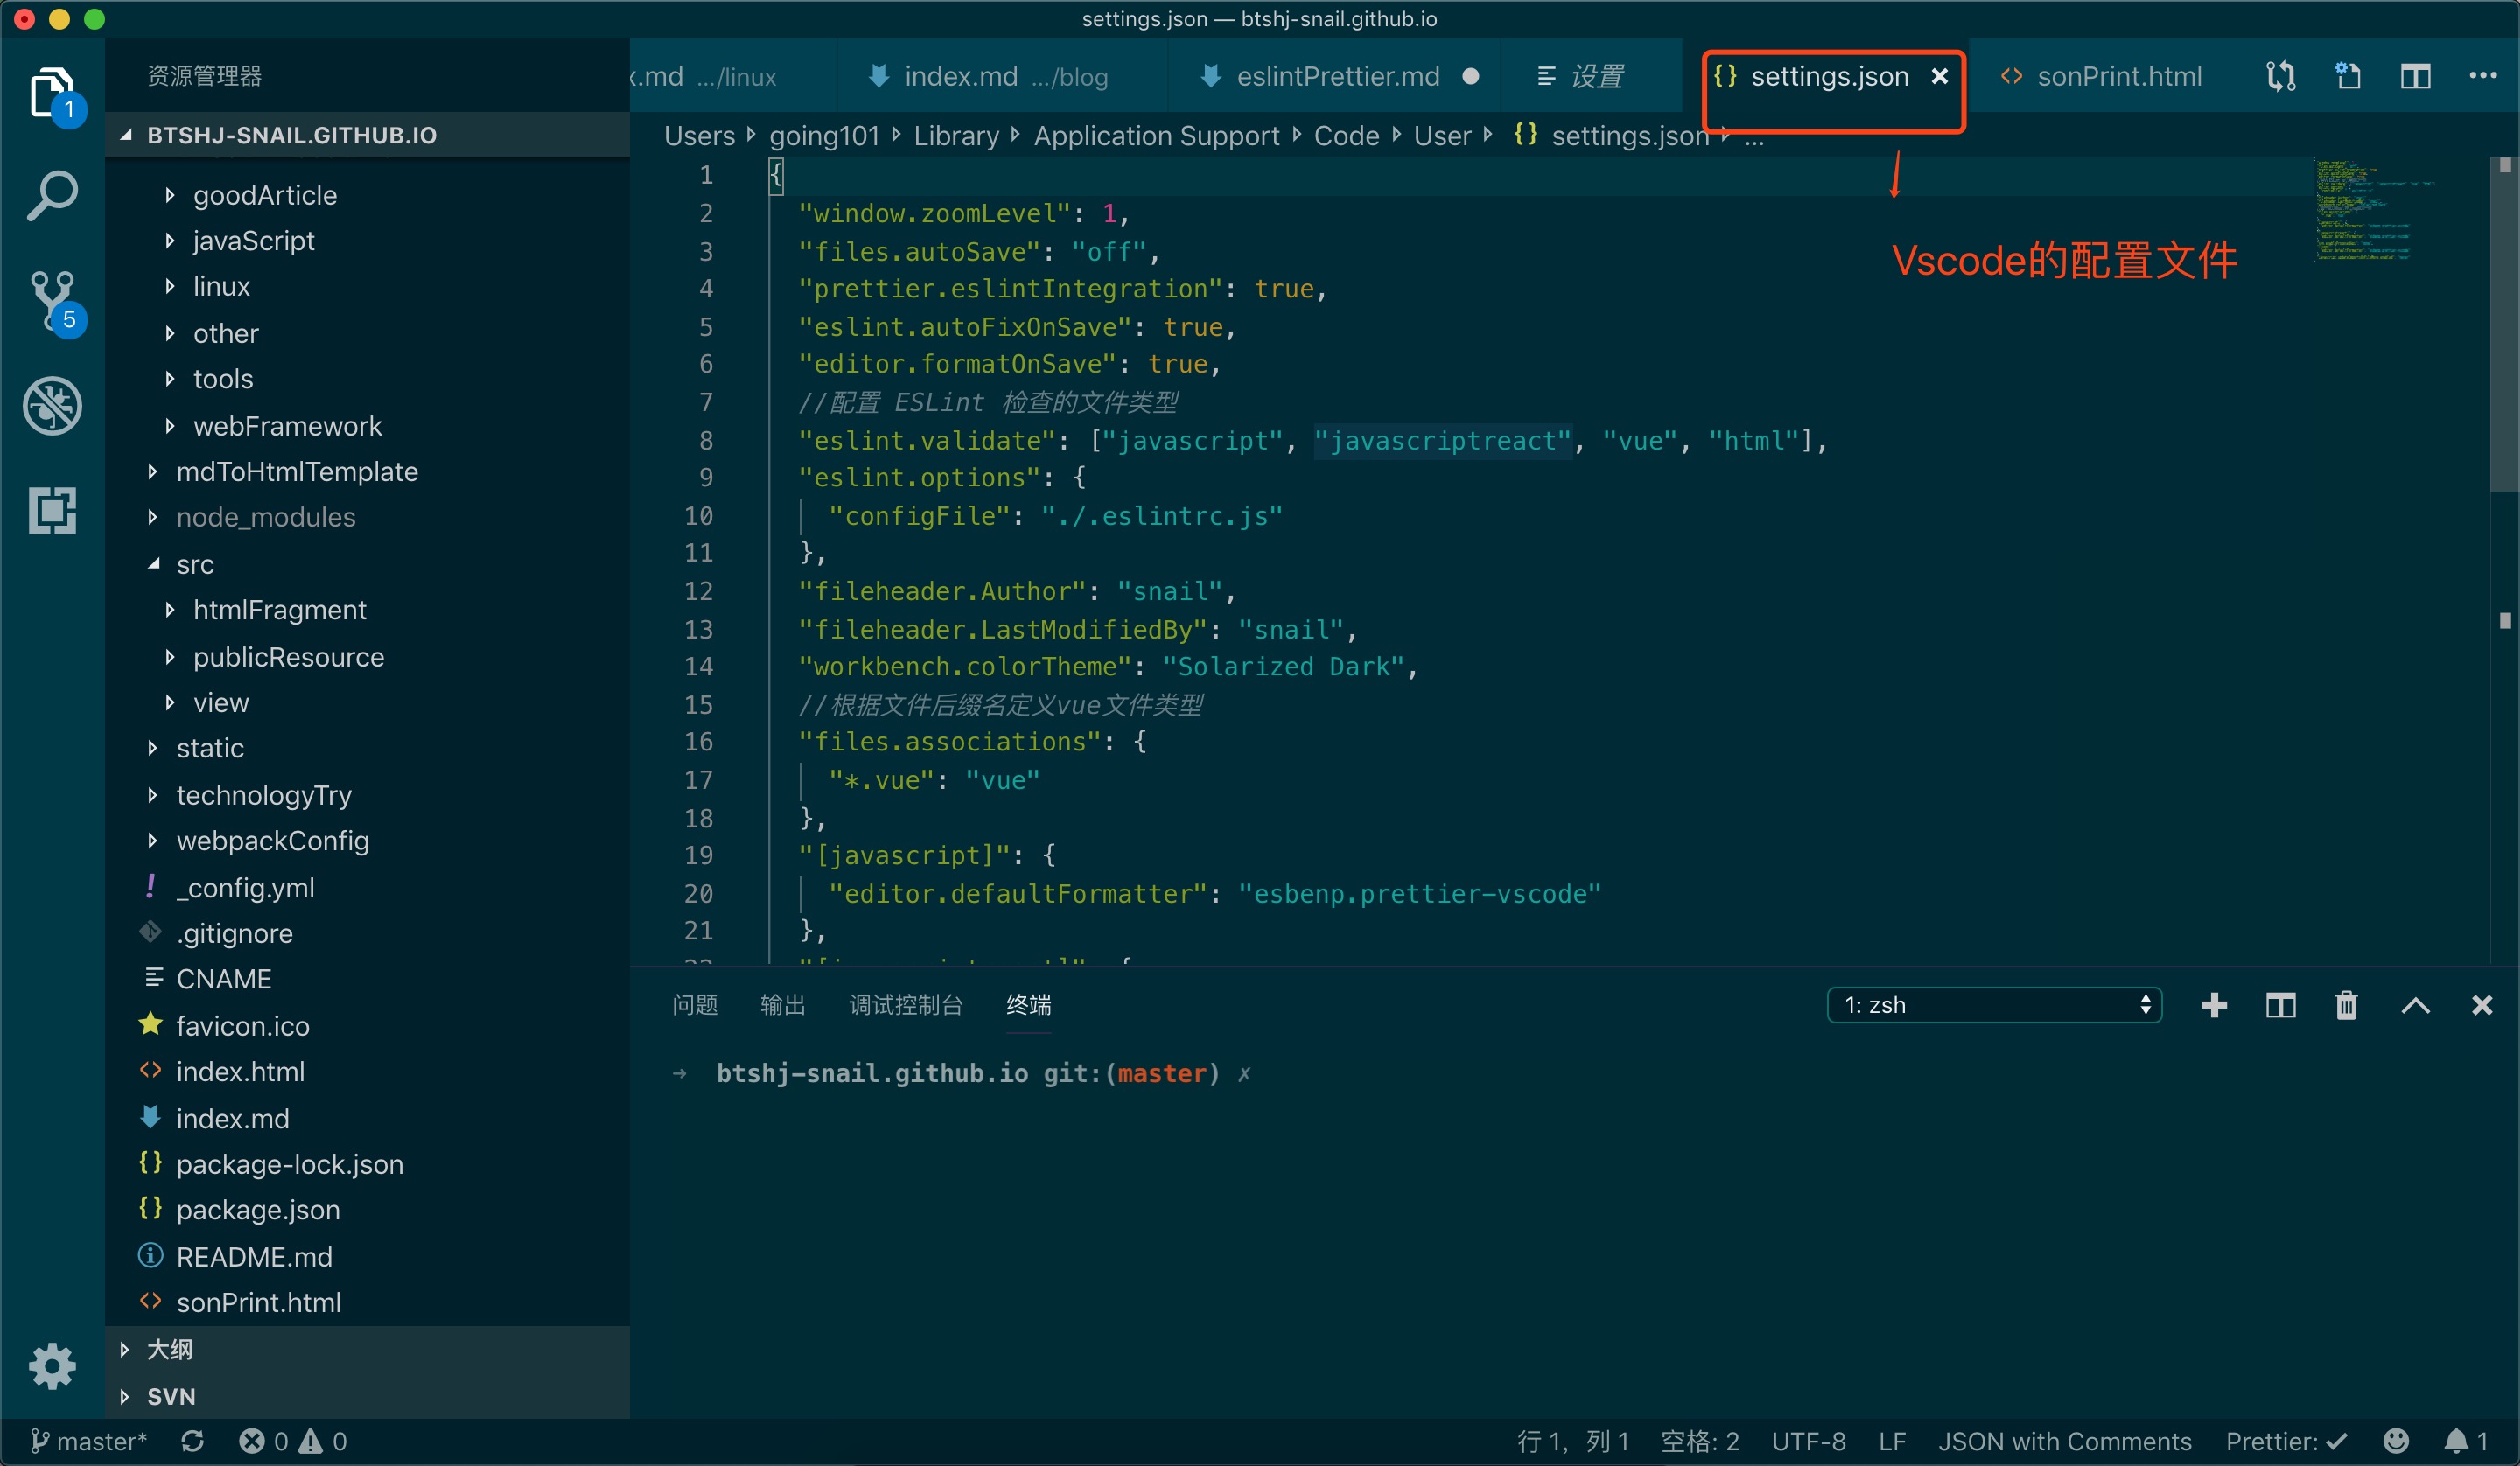 settings.json — btshj-snail.github.io
资源管理器
BTSHJ-SNAIL.GITHUB.IO
goodArticle
javaScript
linux
other
tools
webFramework
mdToHtmlTemplate
node_modules
src
htmlFragment
publicResource
view
static
technologyTry
webpackConfig
_config.yml
.gitignore
CNAME
favicon.ico
index.html
index.md
package-lock.json
package.json
README.md
sonPrint.html
大纲
SVN
1
5
x.md .../linux
index.md .../blog
eslintPrettier.md
设置
{} settings.json
sonPrint.html
Users going101 Library Application Support Code User {} settings.json ...
Vscode的配置文件
1 {
2 "window.zoomLevel": 1,
3 "files.autoSave": "off",
4 "prettier.eslintIntegration": true,
5 "eslint.autoFixOnSave": true,
6 "editor.formatOnSave": true,
7 //配置 ESLint 检查的文件类型
8 "eslint.validate": ["javascript", "javascriptreact", "vue", "html"],
9 "eslint.options": {
10 "configFile": "./.eslintrc.js"
11 },
12 "fileheader.Author": "snail",
13 "fileheader.LastModifiedBy": "snail",
14 "workbench.colorTheme": "Solarized Dark",
15 //根据文件后缀名定义vue文件类型
16 "files.associations": {
17 "*.vue": "vue"
18 },
19 "[javascript]": {
20 "editor.defaultFormatter": "esbenp.prettier-vscode"
21 },
问题 输出 调试控制台 终端
1: zsh
→ btshj-snail.github.io git:(master) ✗
master* 0 0
行 1, 列 1 空格: 2 UTF-8 LF JSON with Comments Prettier: ✓ 1